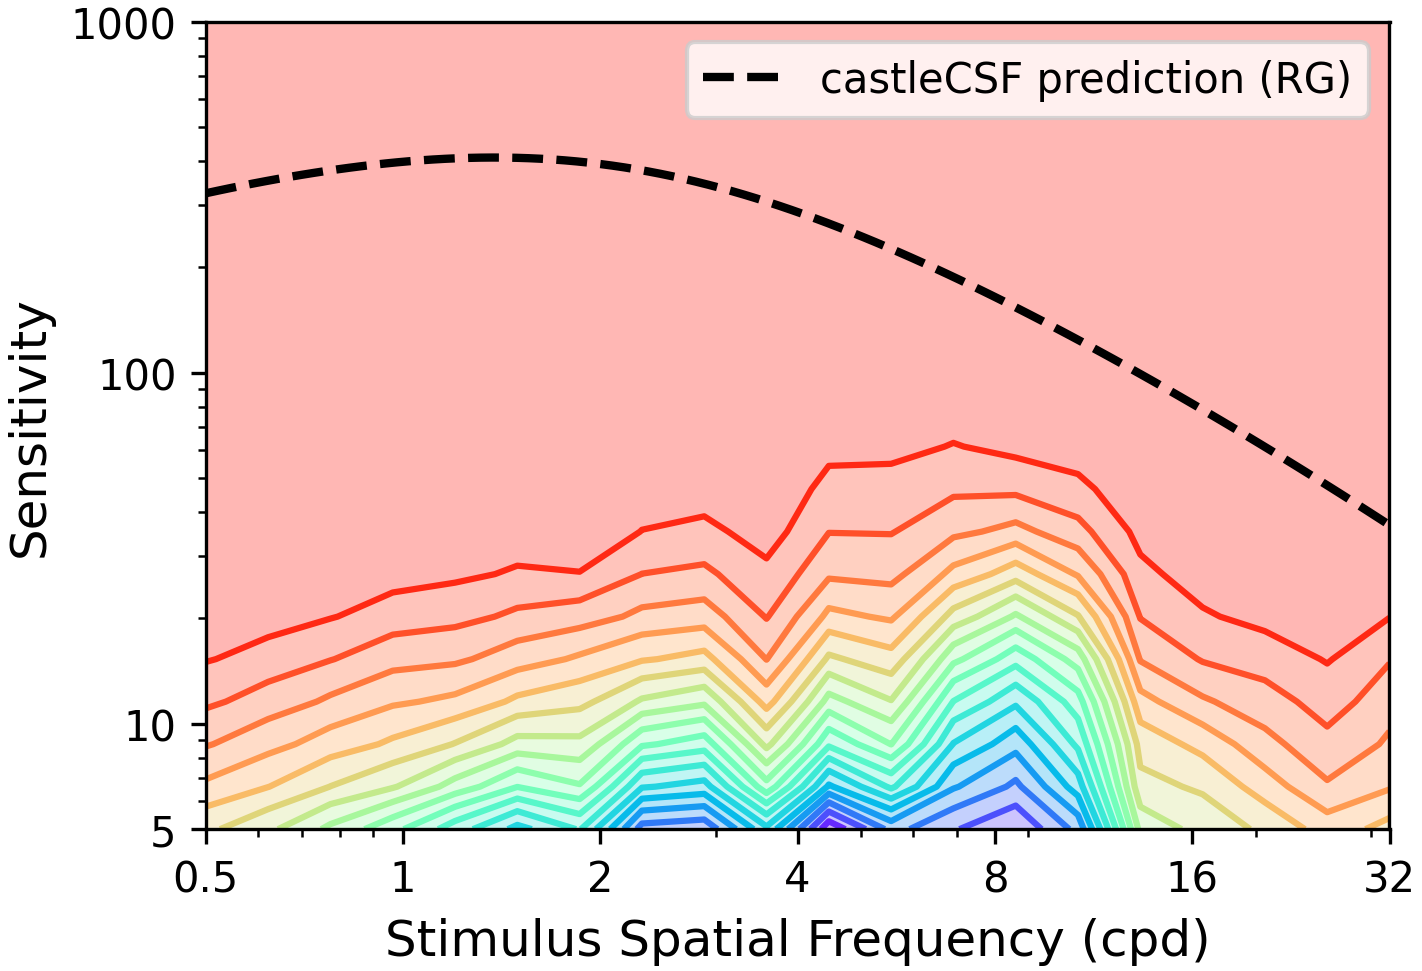 1000
castleCSF prediction (RG)
Sensitivity
100
10
5
0.5 1 2 4 8 16 32
Stimulus Spatial Frequency (cpd)